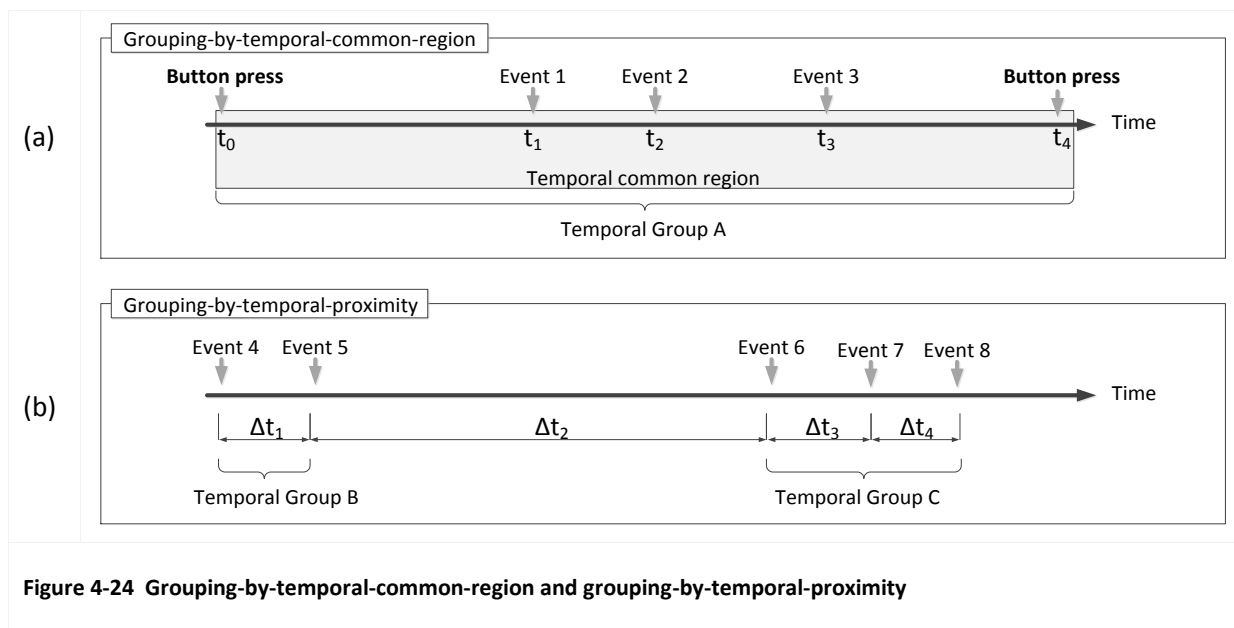 Grouping-by-temporal-common-region
Button press Event 1 Event 2 Event 3 Button press
(a)
Time
t₀ t₁ t₂ t₃ t₄
Temporal common region
Temporal Group A
Grouping-by-temporal-proximity
Event 4 Event 5 Event 6 Event 7 Event 8
(b)
Time
Δt₁ Δt₂ Δt₃ Δt₄
Temporal Group B Temporal Group C
Figure 4-24 Grouping-by-temporal-common-region and grouping-by-temporal-proximity